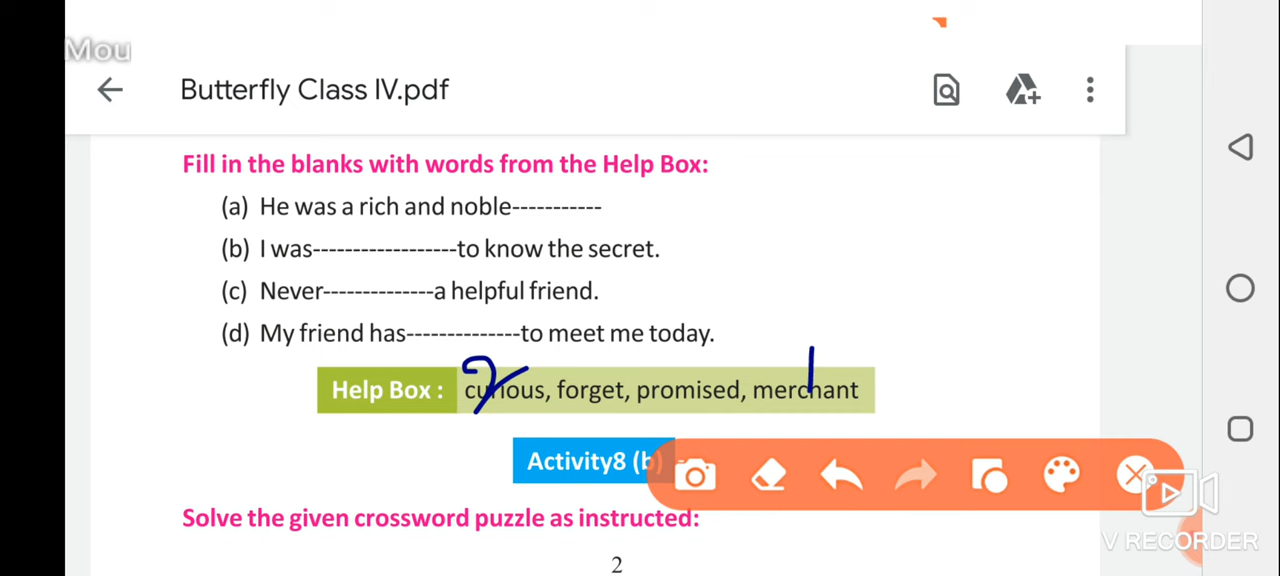 Mou
Butterfly Class IV.pdf
Fill in the blanks with words from the Help Box:
(a) He was a rich and noble-----------
(b) I was------------------to know the secret.
(c) Never--------------a helpful friend.
(d) My friend has--------------to meet me today.
2 1
Help Box : curious, forget, promised, merchant
Activity8 (b)
Solve the given crossword puzzle as instructed:
V RECORDER
2